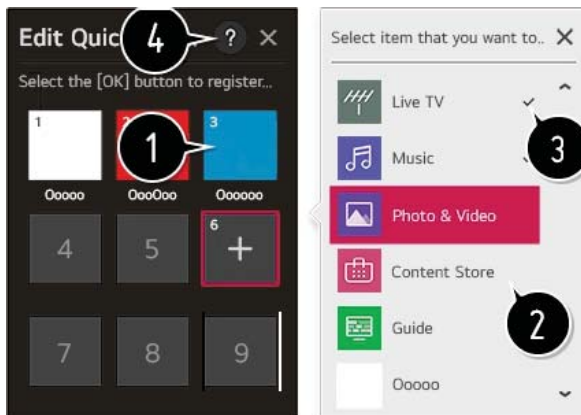 Edit Quic
4
?
Select the [OK] button to register...
1
2
3
1
Ooooo
OooOoo
Oooooo
4
5
6
7
8
9
Select item that you want to..
Live TV
3
Music
Photo & Video
Content Store
2
Guide
Ooooo